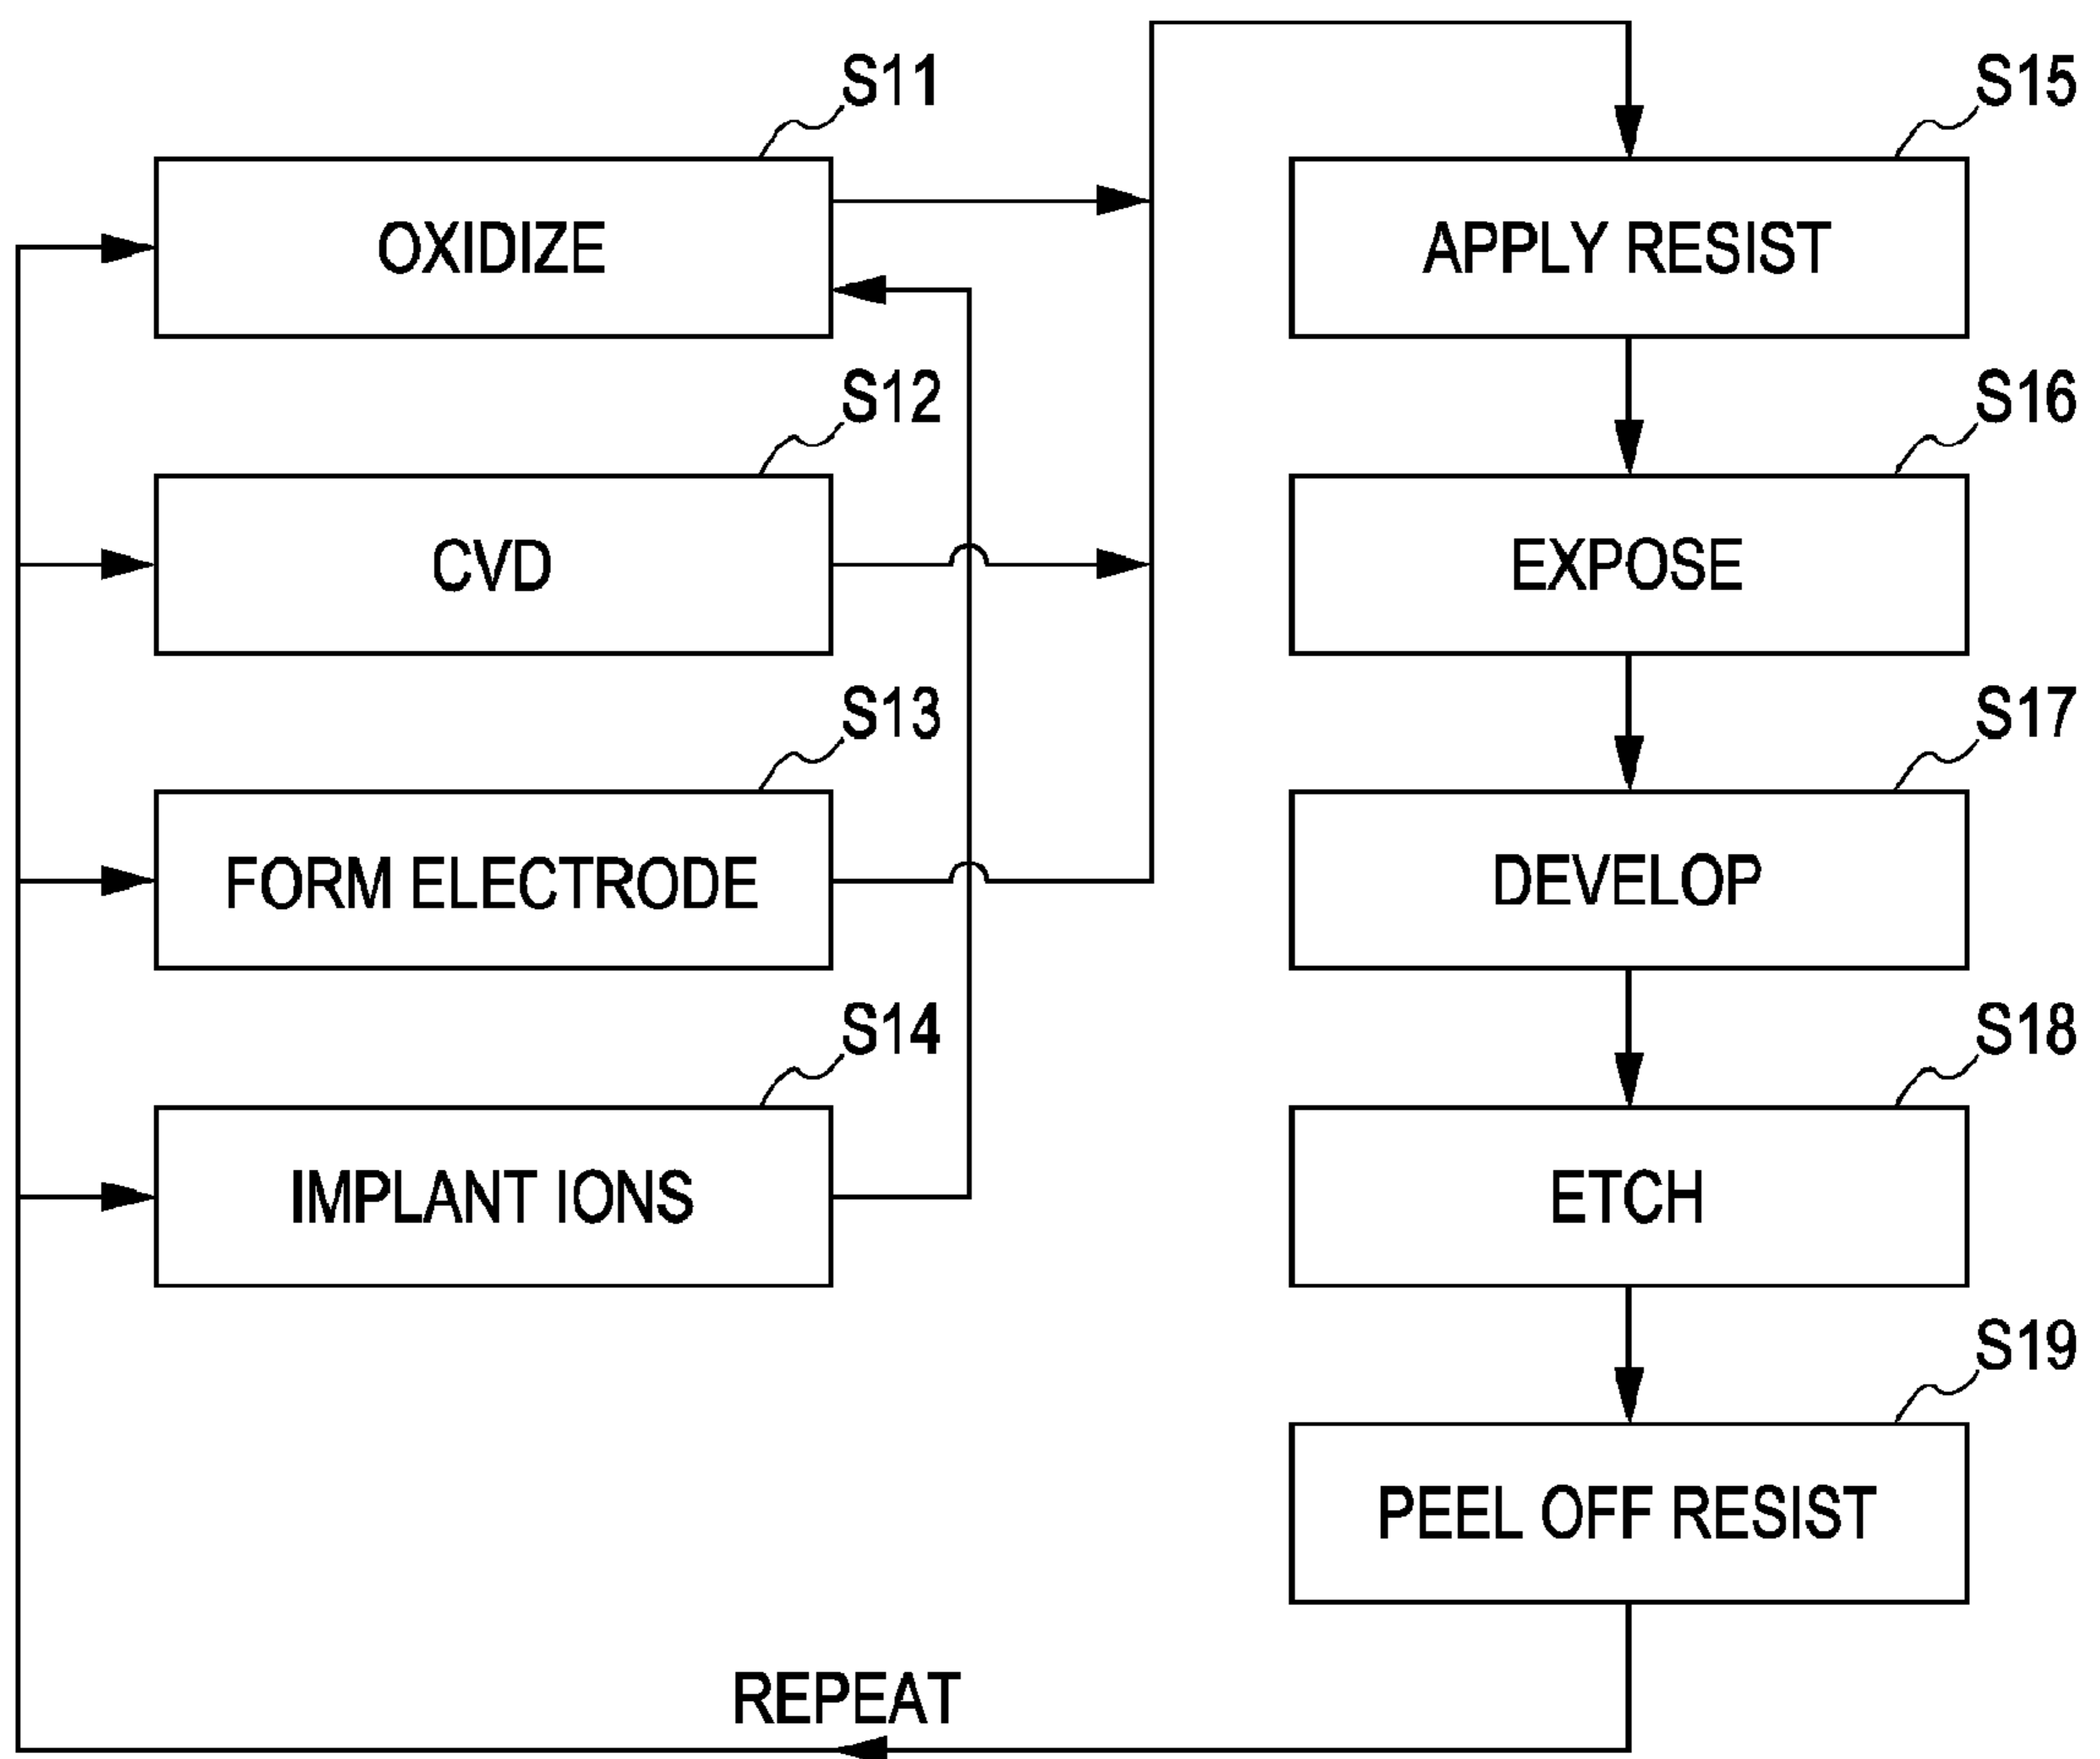 S11
OXIDIZE
S12
CVD
S13
FORM ELECTRODE
S14
IMPLANT IONS
S15
APPLY RESIST
S16
EXPOSE
S17
DEVELOP
S18
ETCH
S19
PEEL OFF RESIST
REPEAT